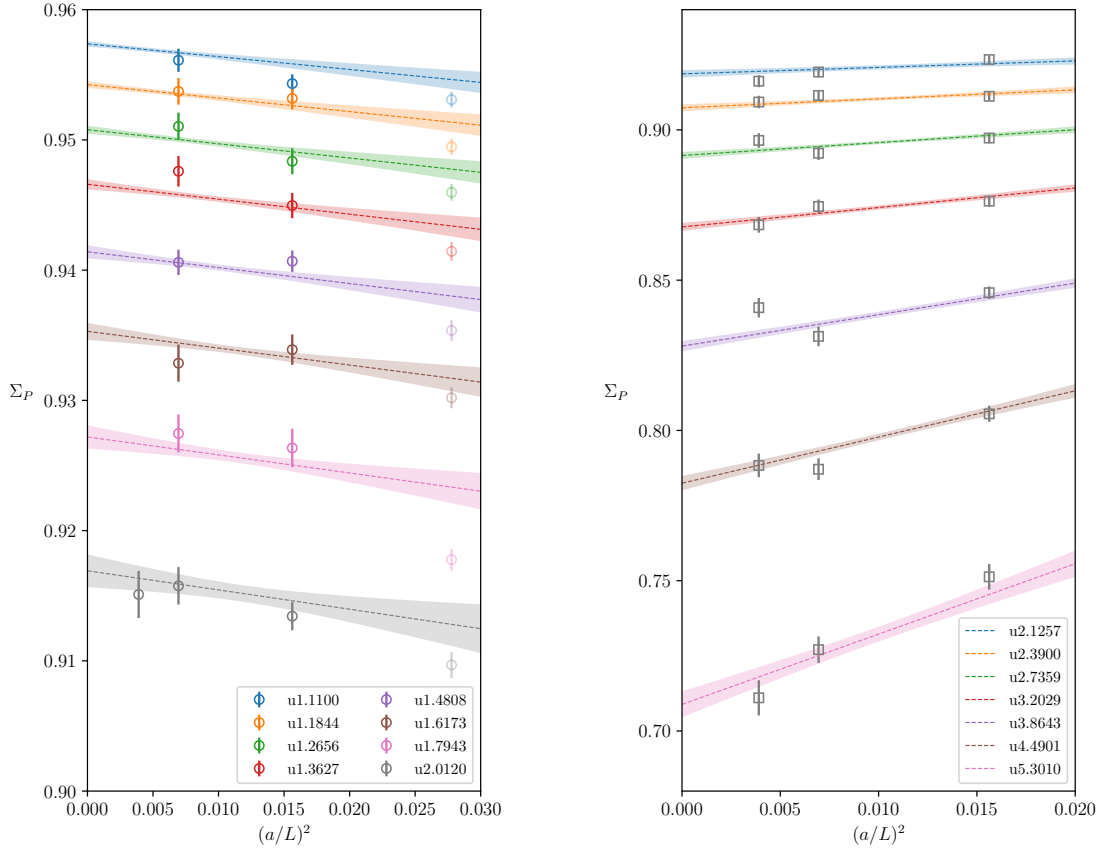 0.96
0.95
0.94
0.93
0.92
0.91
0.90
Σ_P
0.000 0.005 0.010 0.015 0.020 0.025 0.030
(a/L)²
u1.1100 u1.4808
u1.1844 u1.6173
u1.2656 u1.7943
u1.3627 u2.0120
0.90
0.85
0.80
0.75
0.70
Σ_P
0.000 0.005 0.010 0.015 0.020
(a/L)²
u2.1257
u2.3900
u2.7359
u3.2029
u3.8643
u4.4901
u5.3010